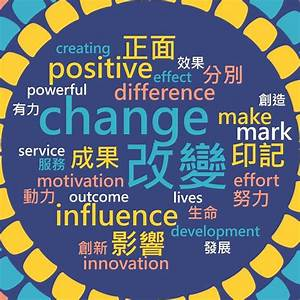 creating 正面 效果
positive effect 分別
powerful difference 創造
有力 change make
mark
service 成果 改變 印記
服務
motivation effort
動力 outcome lives 努力
influence 生命
創新 影響 development
發展
innovation